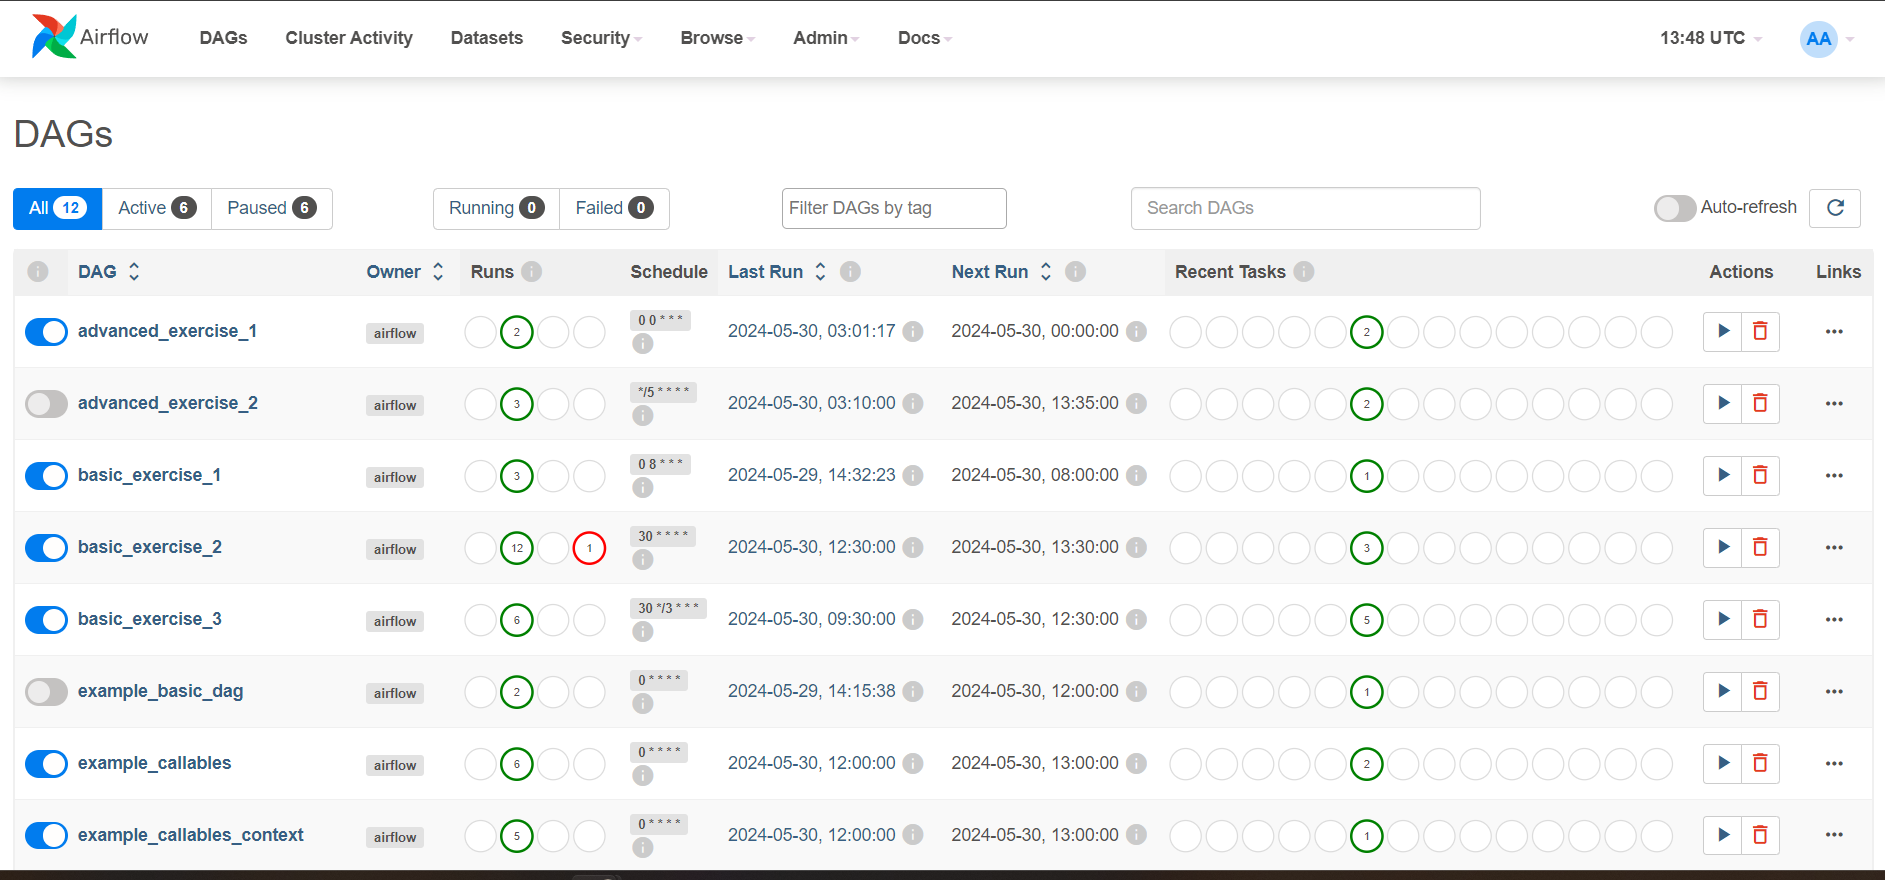 Airflow DAGs Cluster Activity Datasets Security Browse Admin Docs 13:48 UTC AA
DAGs
All 12 Active 6 Paused 6 Running 0 Failed 0 Filter DAGs by tag Search DAGs Auto-refresh
DAG Owner Runs Schedule Last Run Next Run Recent Tasks Actions Links
advanced_exercise_1 airflow 2 0 0 * * * 2024-05-30, 03:01:17 2024-05-30, 00:00:00 2
advanced_exercise_2 airflow 3 */5 * * * * 2024-05-30, 03:10:00 2024-05-30, 13:35:00 2
basic_exercise_1 airflow 3 0 8 * * * 2024-05-29, 14:32:23 2024-05-30, 08:00:00 1
basic_exercise_2 airflow 12 1 30 * * * * 2024-05-30, 12:30:00 2024-05-30, 13:30:00 3
basic_exercise_3 airflow 6 30 */3 * * * 2024-05-30, 09:30:00 2024-05-30, 12:30:00 5
example_basic_dag airflow 2 0 * * * * 2024-05-29, 14:15:38 2024-05-30, 12:00:00 1
example_callables airflow 6 0 * * * * 2024-05-30, 12:00:00 2024-05-30, 13:00:00 2
example_callables_context airflow 5 0 * * * * 2024-05-30, 12:00:00 2024-05-30, 13:00:00 1